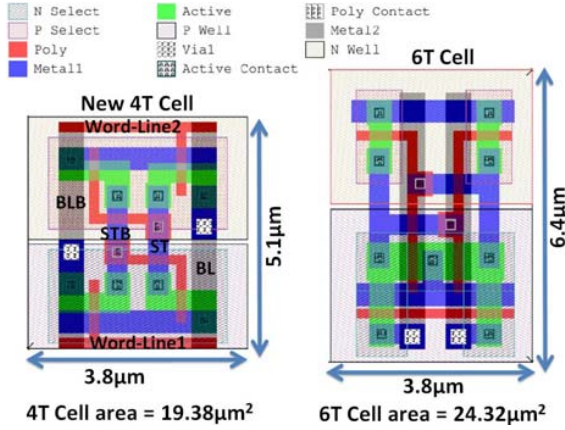 N Select
Active
Poly Contact
P Select
P Well
Metal2
Poly
Via1
N Well
Metal1
Active Contact
New 4T Cell
6T Cell
Word-Line2
BLB
STB
ST
BL
Word-Line1
5.1µm
6.4µm
3.8µm
3.8µm
4T Cell area = 19.38µm²
6T Cell area = 24.32µm²